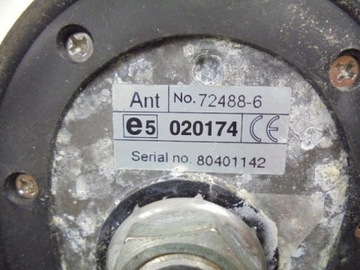 Ant No. 72488-6
e5 020174 CE
Serial no. 80401142